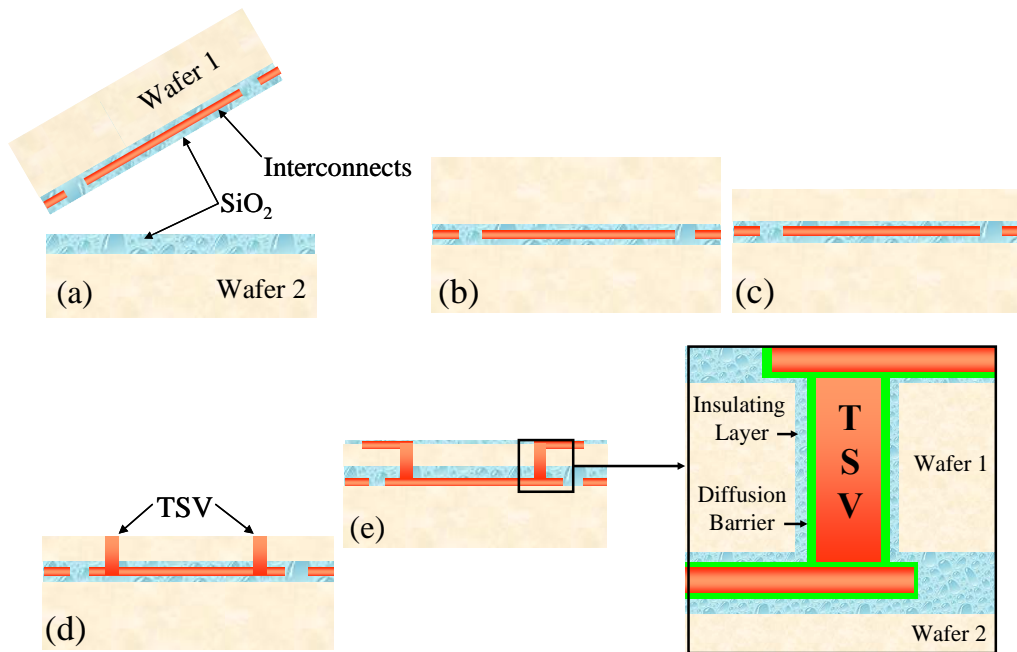 Wafer 1
Interconnects
SiO₂
Wafer 2
(a)
(b)
(c)
TSV
(d)
(e)
Insulating
Layer
Diffusion
Barrier
T
S
V
Wafer 1
Wafer 2